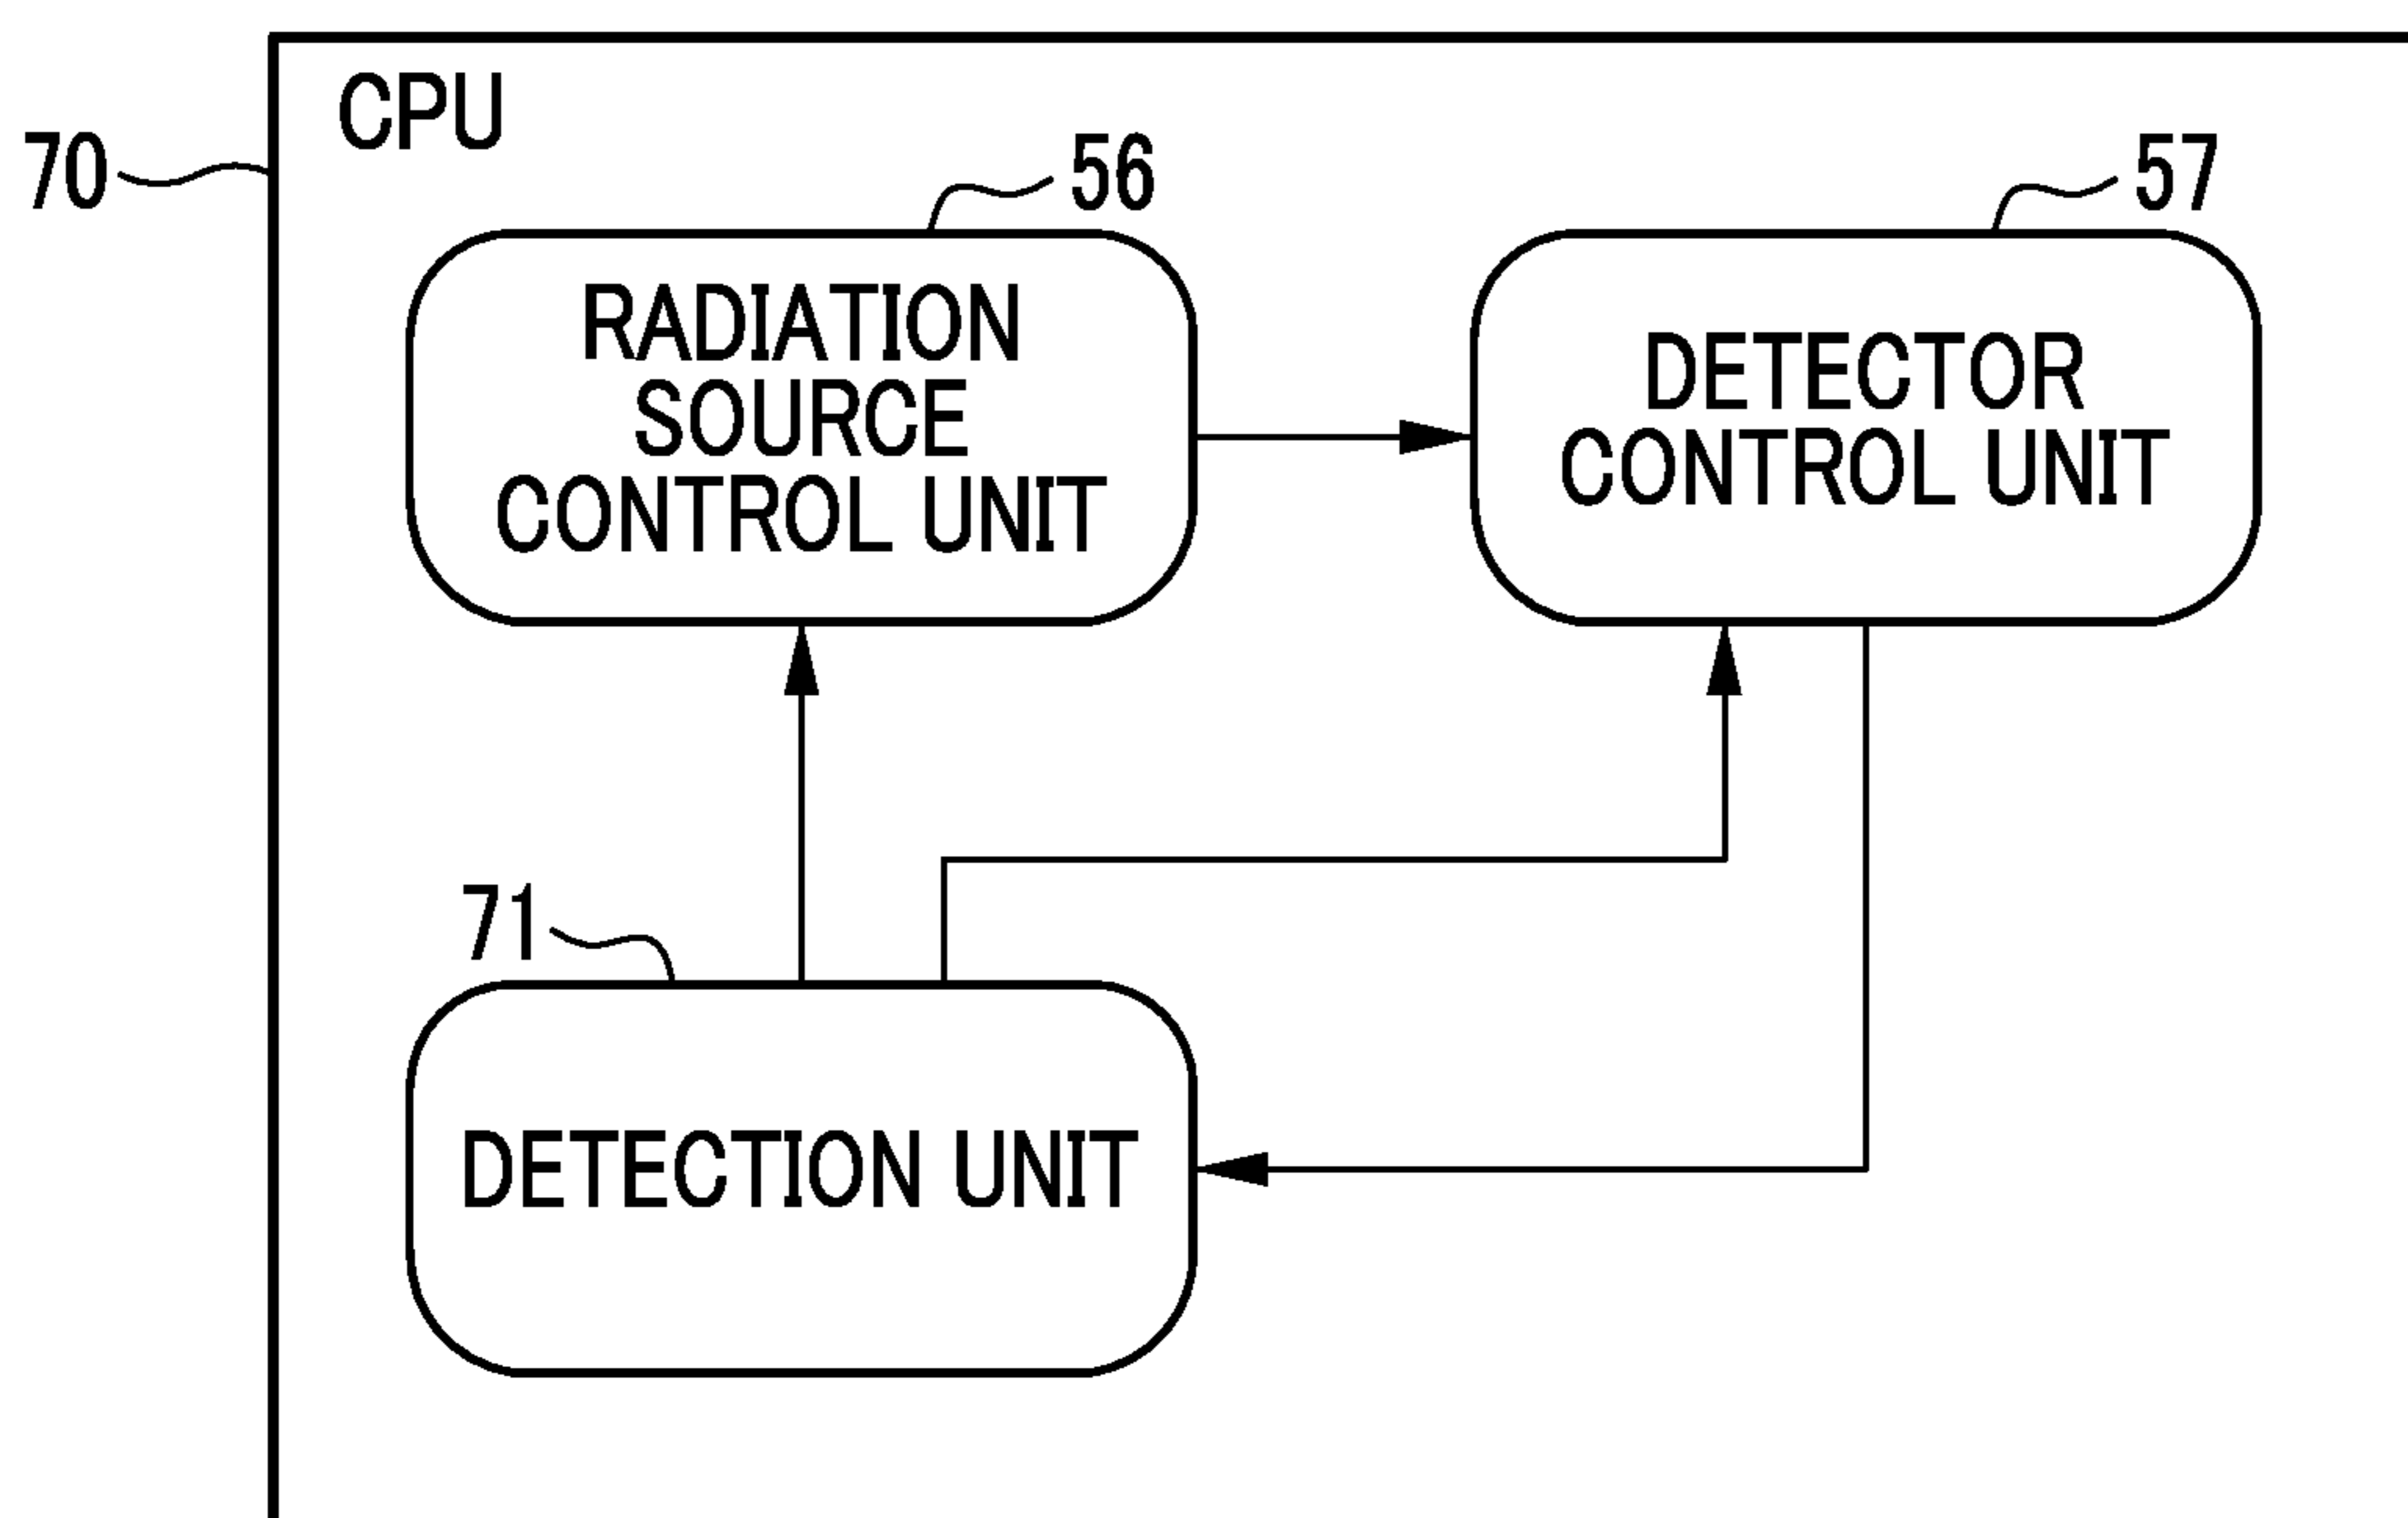 CPU
70
56
57
RADIATION
SOURCE
CONTROL UNIT
DETECTOR
CONTROL UNIT
71
DETECTION UNIT